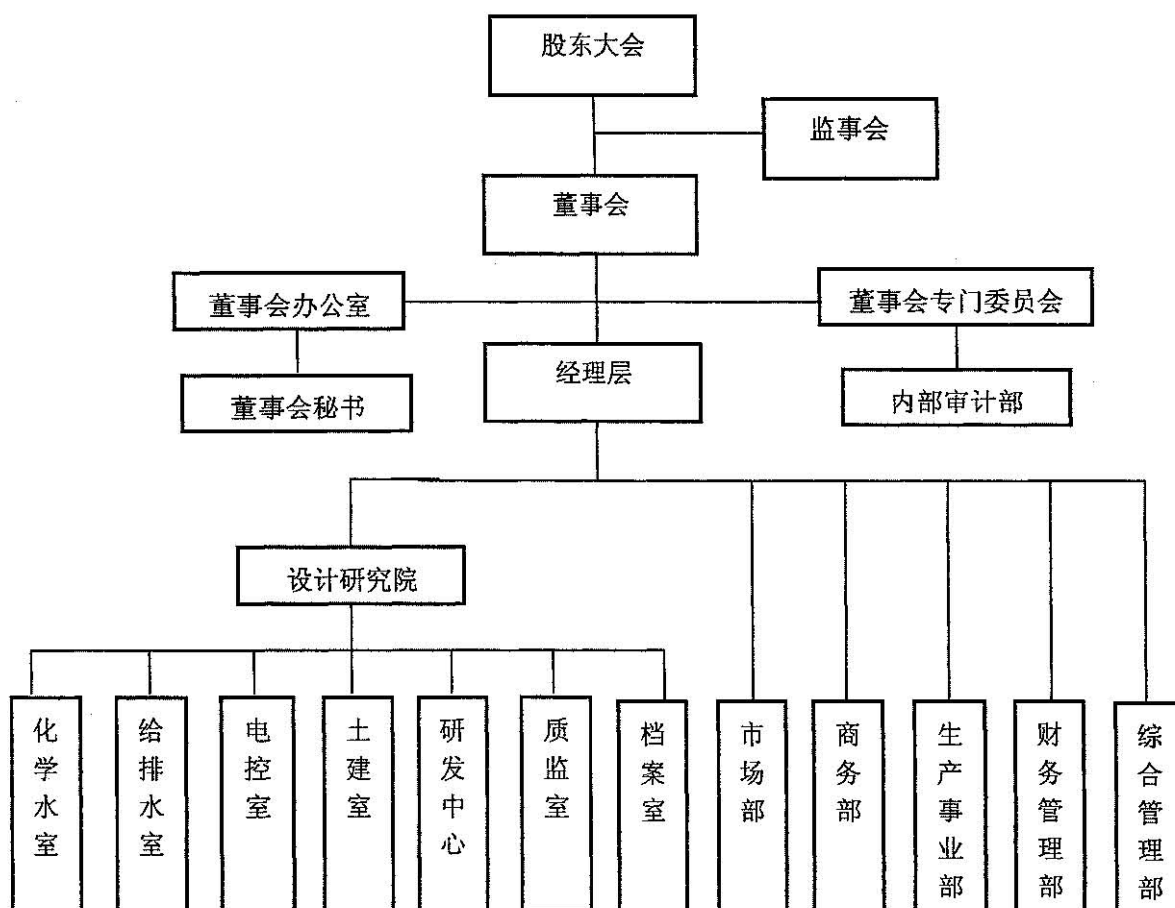 股东大会
监事会
董事会
董事会办公室
董事会专门委员会
经理层
董事会秘书
内部审计部
设计研究院
化学水室
给排水室
电控室
土建室
研发中心
质监室
档案室
市场部
商务部
生产事业部
财务管理部
综合管理部